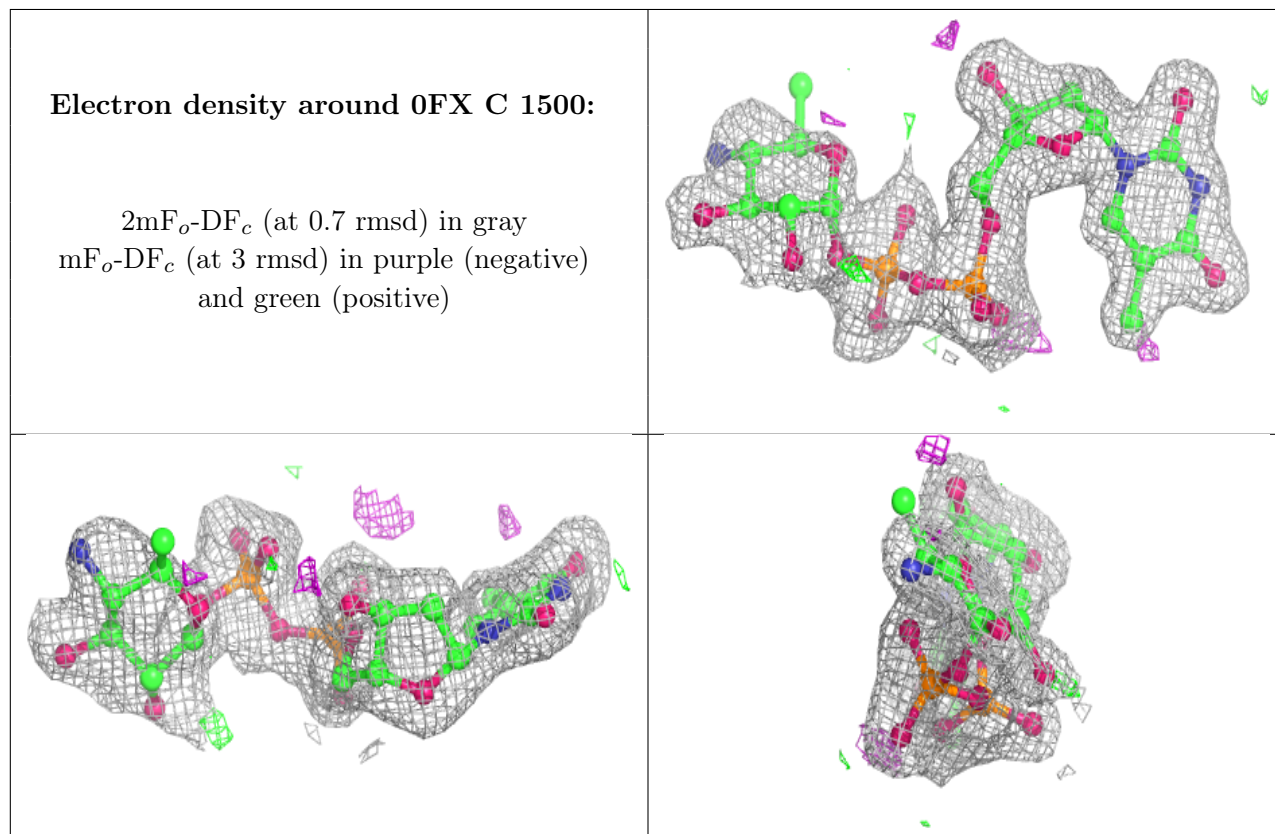 Electron density around 0FX C 1500:
2mFo-DFc (at 0.7 rmsd) in gray
mFo-DFc (at 3 rmsd) in purple (negative)
and green (positive)